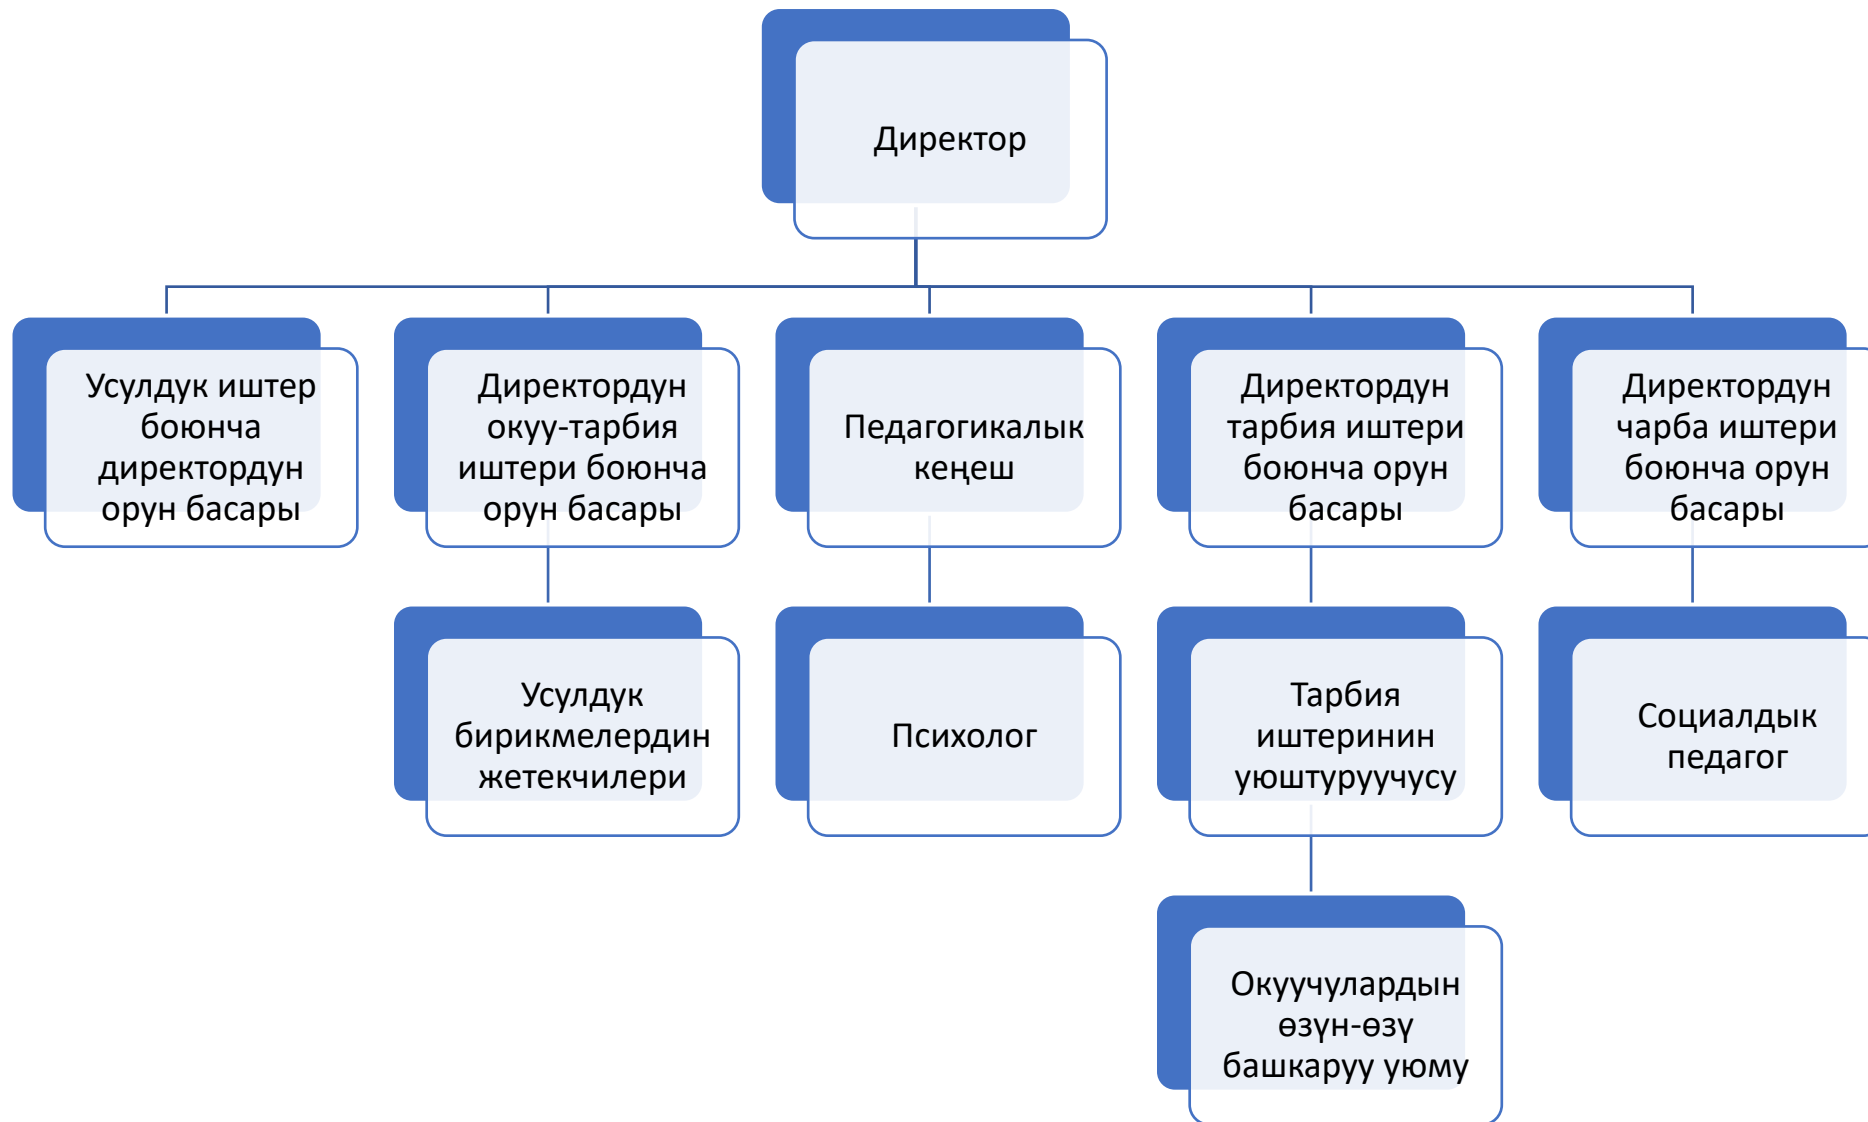 Директор
Усулдук иштер
боюнча
директордун
орун басары
Директордун
окуу-тарбия
иштери боюнча
орун басары
Педагогикалык
кеңеш
Директордун
тарбия иштери
боюнча орун
басары
Директордун
чарба иштери
боюнча орун
басары
Усулдук
бирикмелердин
жетекчилери
Психолог
Тарбия
иштеринин
уюштуруучусу
Социалдык
педагог
Окуучулардын
өзүн-өзү
башкаруу уюму